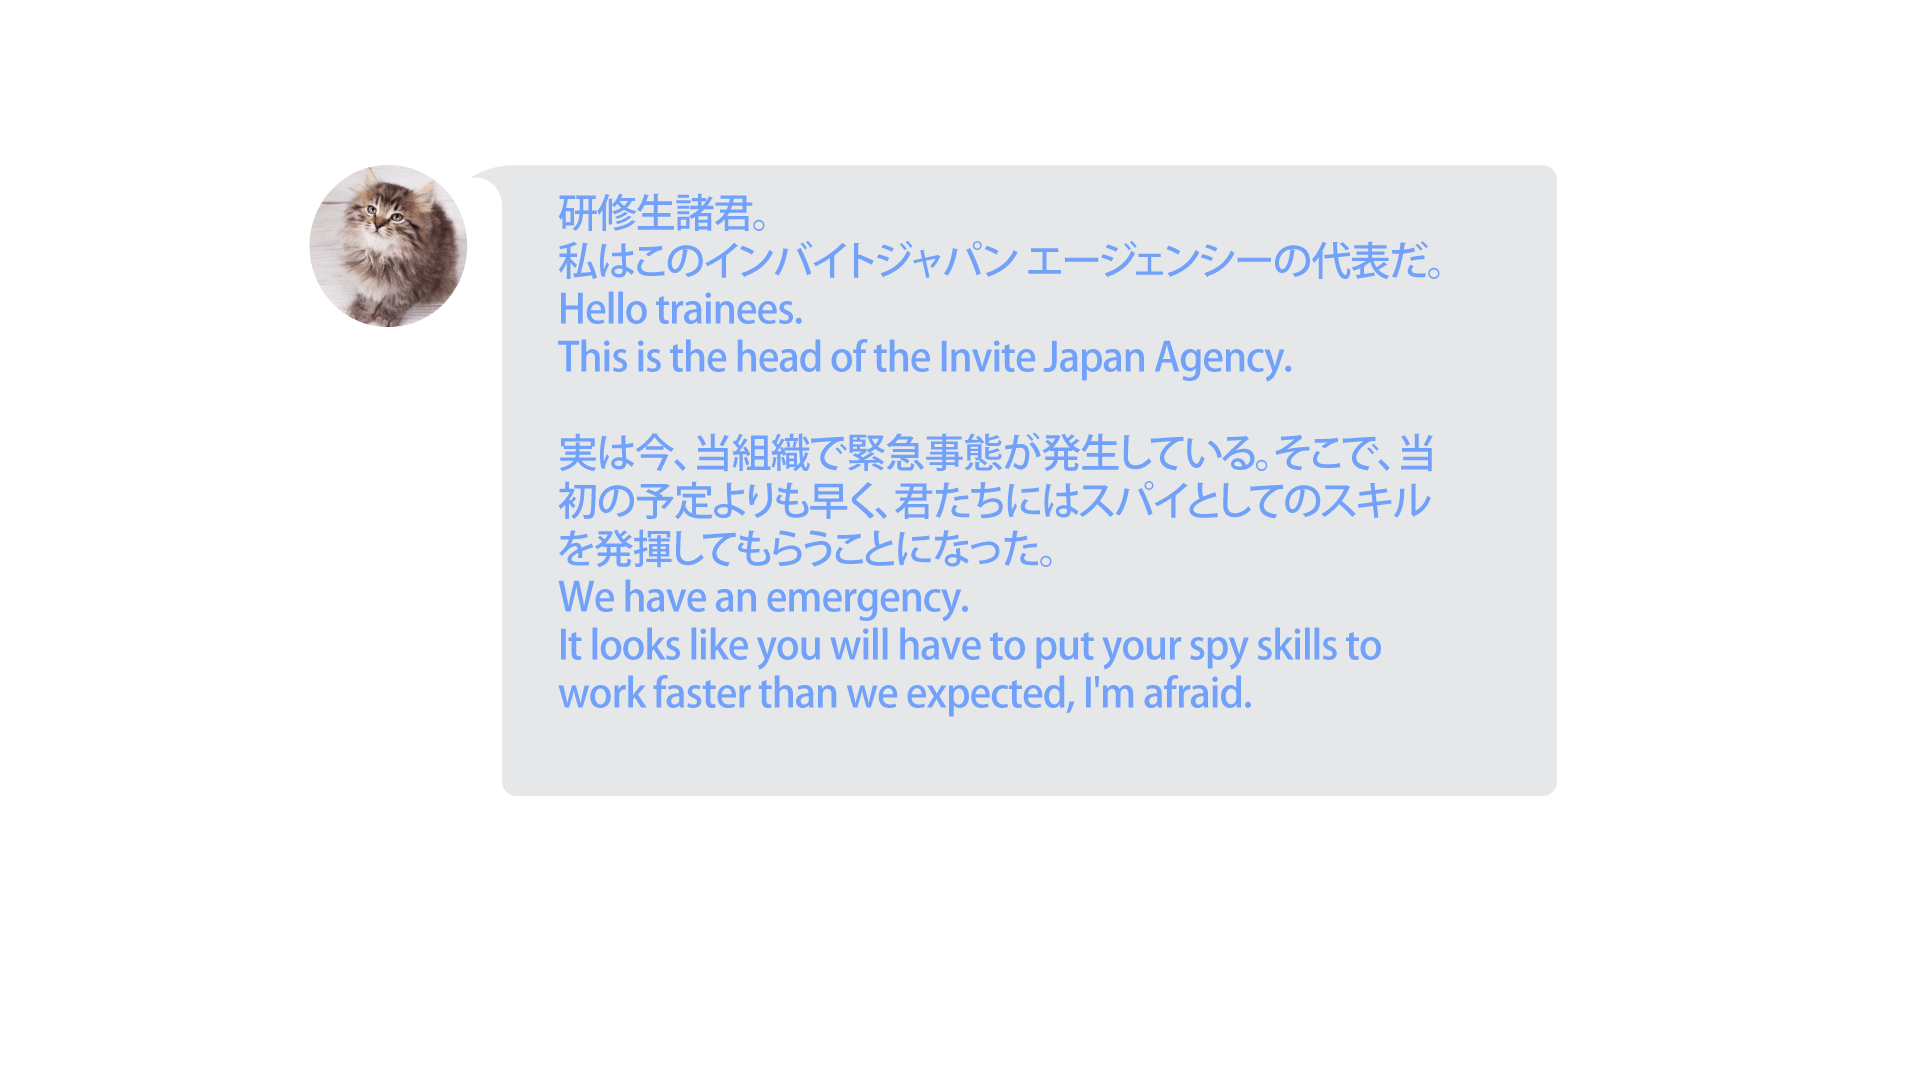 研修生諸君。
私はこのインバイトジャパン エージェンシーの代表だ。
Hello trainees.
This is the head of the Invite Japan Agency.
実は今、当組織で緊急事態が発生している。そこで、当
初の予定よりも早く、君たちにはスパイとしてのスキル
を発揮してもらうことになった。
We have an emergency.
It looks like you will have to put your spy skills to
work faster than we expected, I'm afraid.